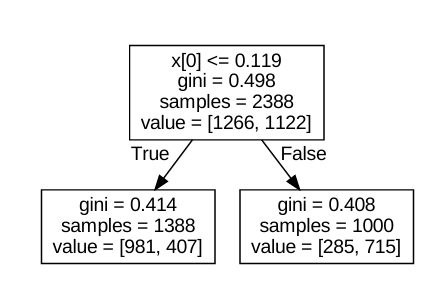 x[0] <= 0.119
gini = 0.498
samples = 2388
value = [1266, 1122]
True
False
gini = 0.414
samples = 1388
value = [981, 407]
gini = 0.408
samples = 1000
value = [285, 715]